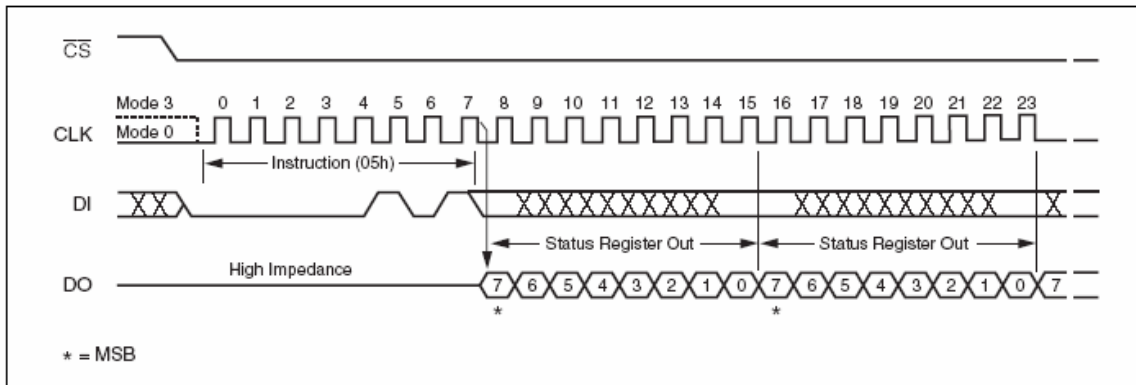 CS
Mode 3 0 1 2 3 4 5 6 7 8 9 10 11 12 13 14 15 16 17 18 19 20 21 22 23
CLK Mode 0
Instruction (05h)
DI
Status Register Out Status Register Out
High Impedance
DO 7 6 5 4 3 2 1 0 7 6 5 4 3 2 1 0 7
* *
* = MSB